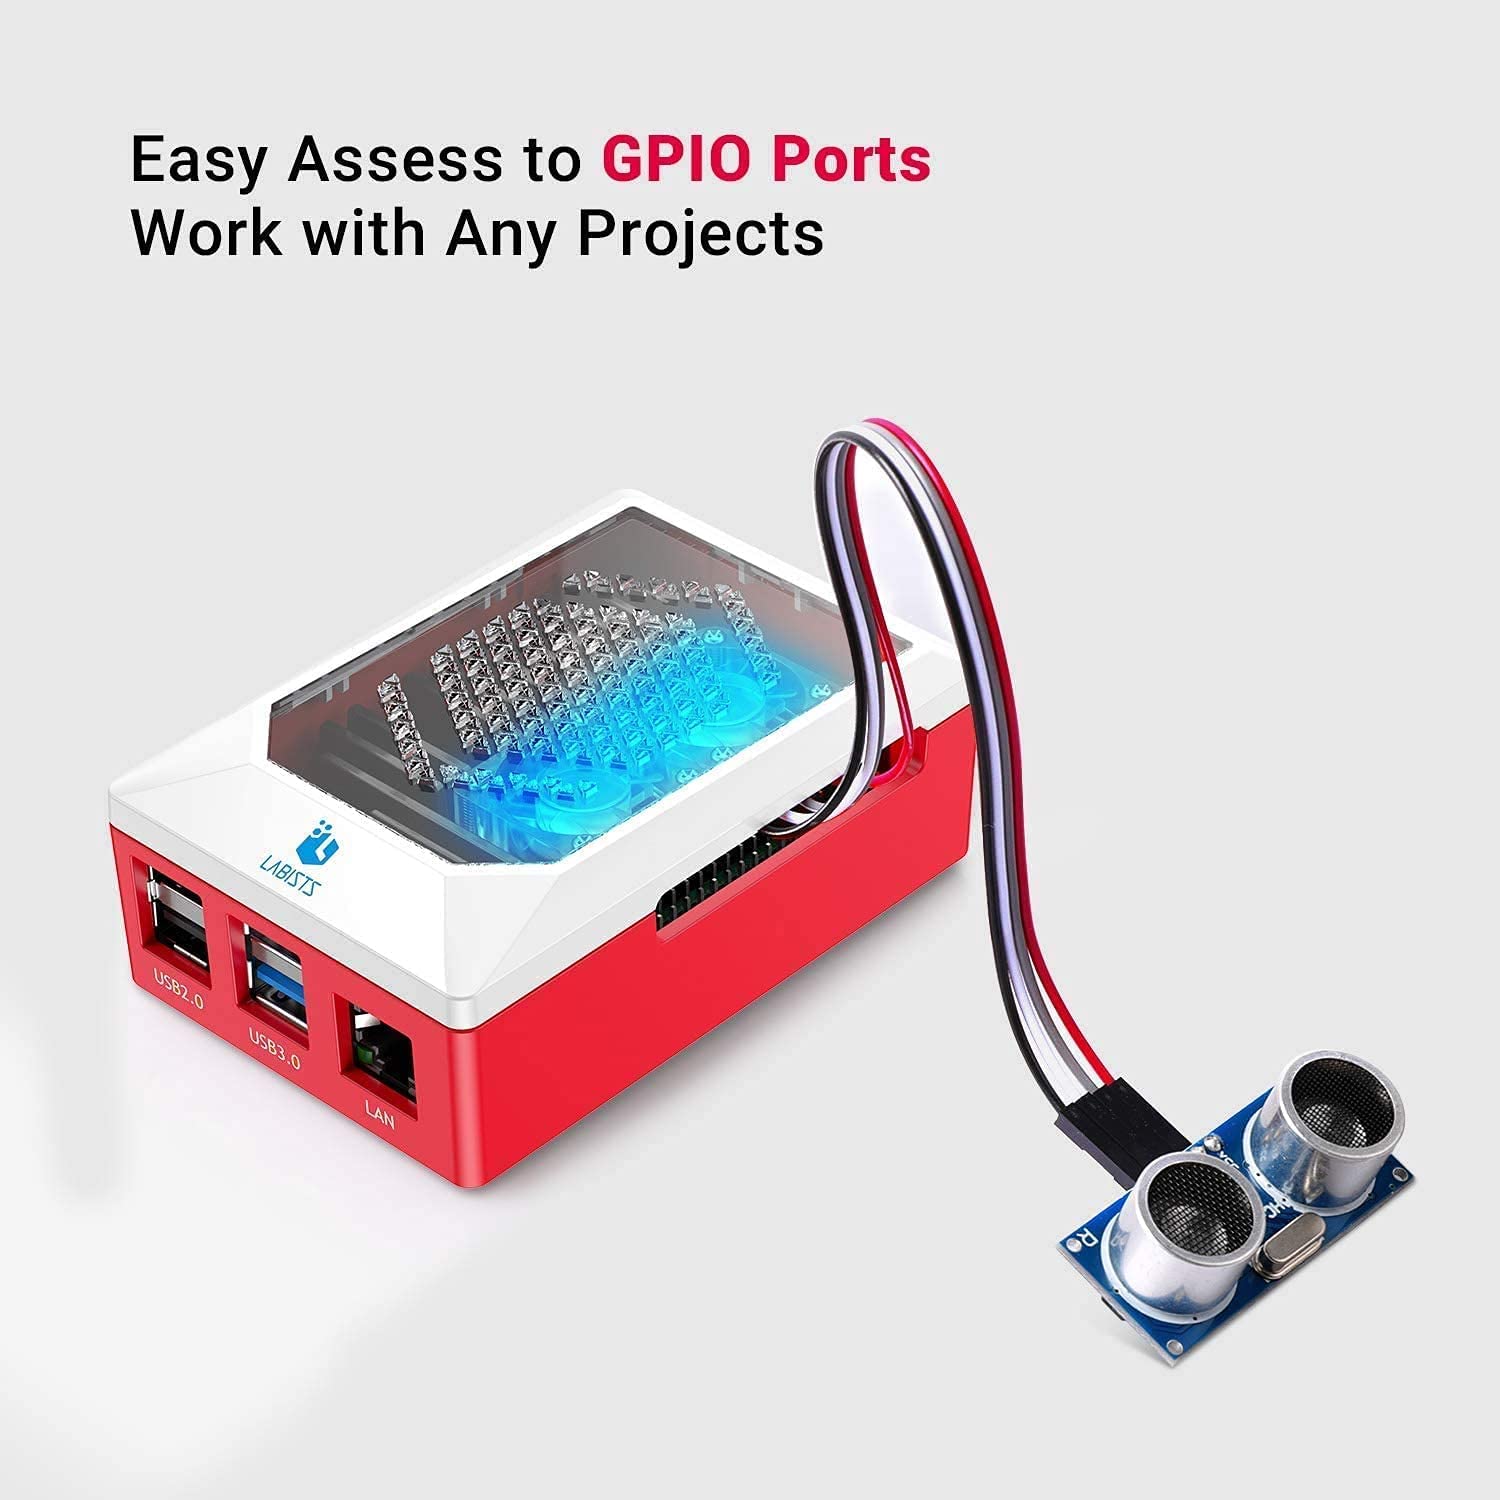 Easy Assess to GPIO Ports
Work with Any Projects
LABISTS
USB2.0
USB3.0
LAN
R